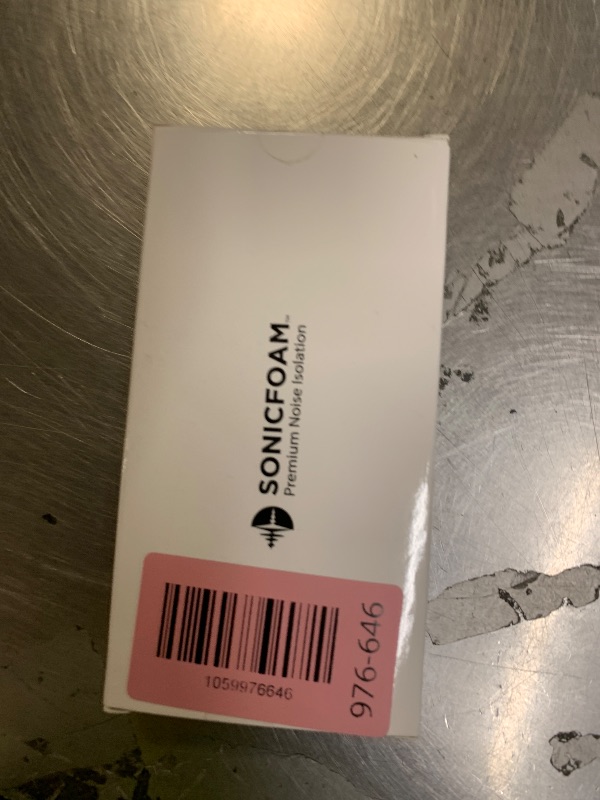 SONICFOAM™
Premium Noise Isolation
1059976646
976-646